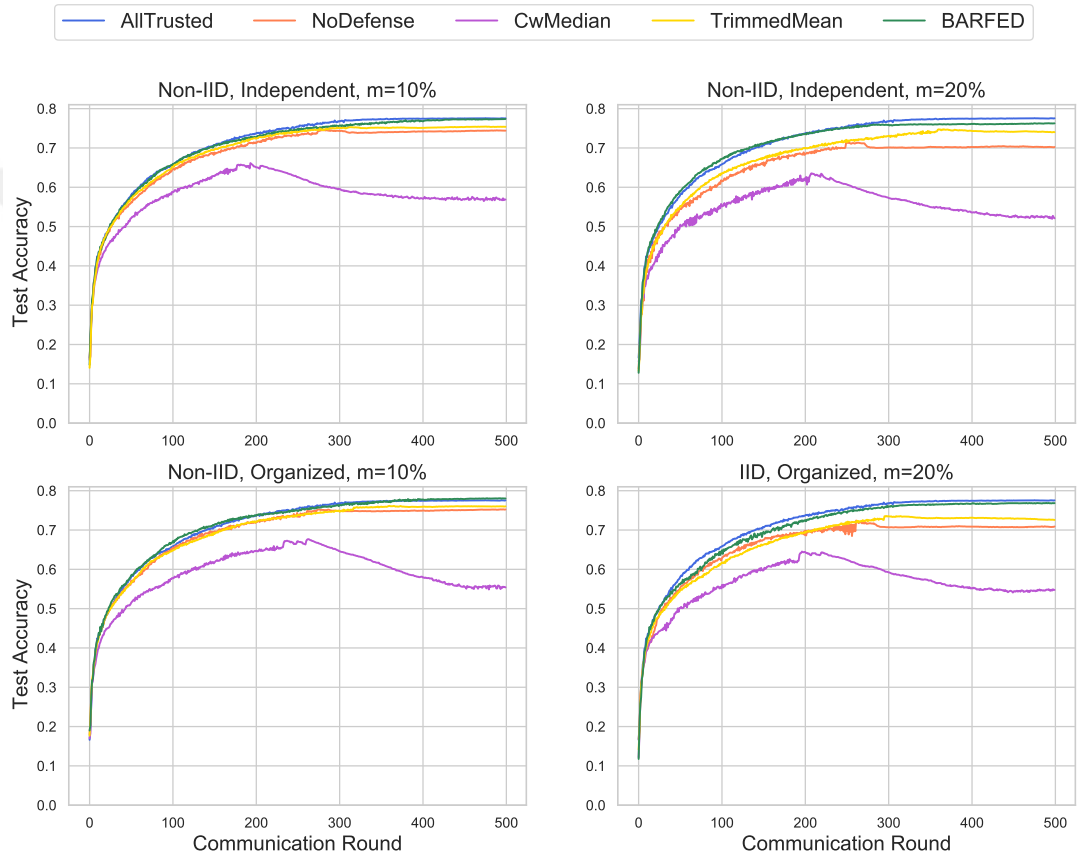 AllTrusted NoDefense CwMedian TrimmedMean BARFED
Non-IID, Independent, m=10%
0.8
0.7
0.6
0.5
0.4
0.3
0.2
0.1
0.0
Test Accuracy
0 100 200 300 400 500
Non-IID, Independent, m=20%
0.8
0.7
0.6
0.5
0.4
0.3
0.2
0.1
0.0
0 100 200 300 400 500
Non-IID, Organized, m=10%
0.8
0.7
0.6
0.5
0.4
0.3
0.2
0.1
0.0
Test Accuracy
0 100 200 300 400 500
Communication Round
IID, Organized, m=20%
0.8
0.7
0.6
0.5
0.4
0.3
0.2
0.1
0.0
0 100 200 300 400 500
Communication Round